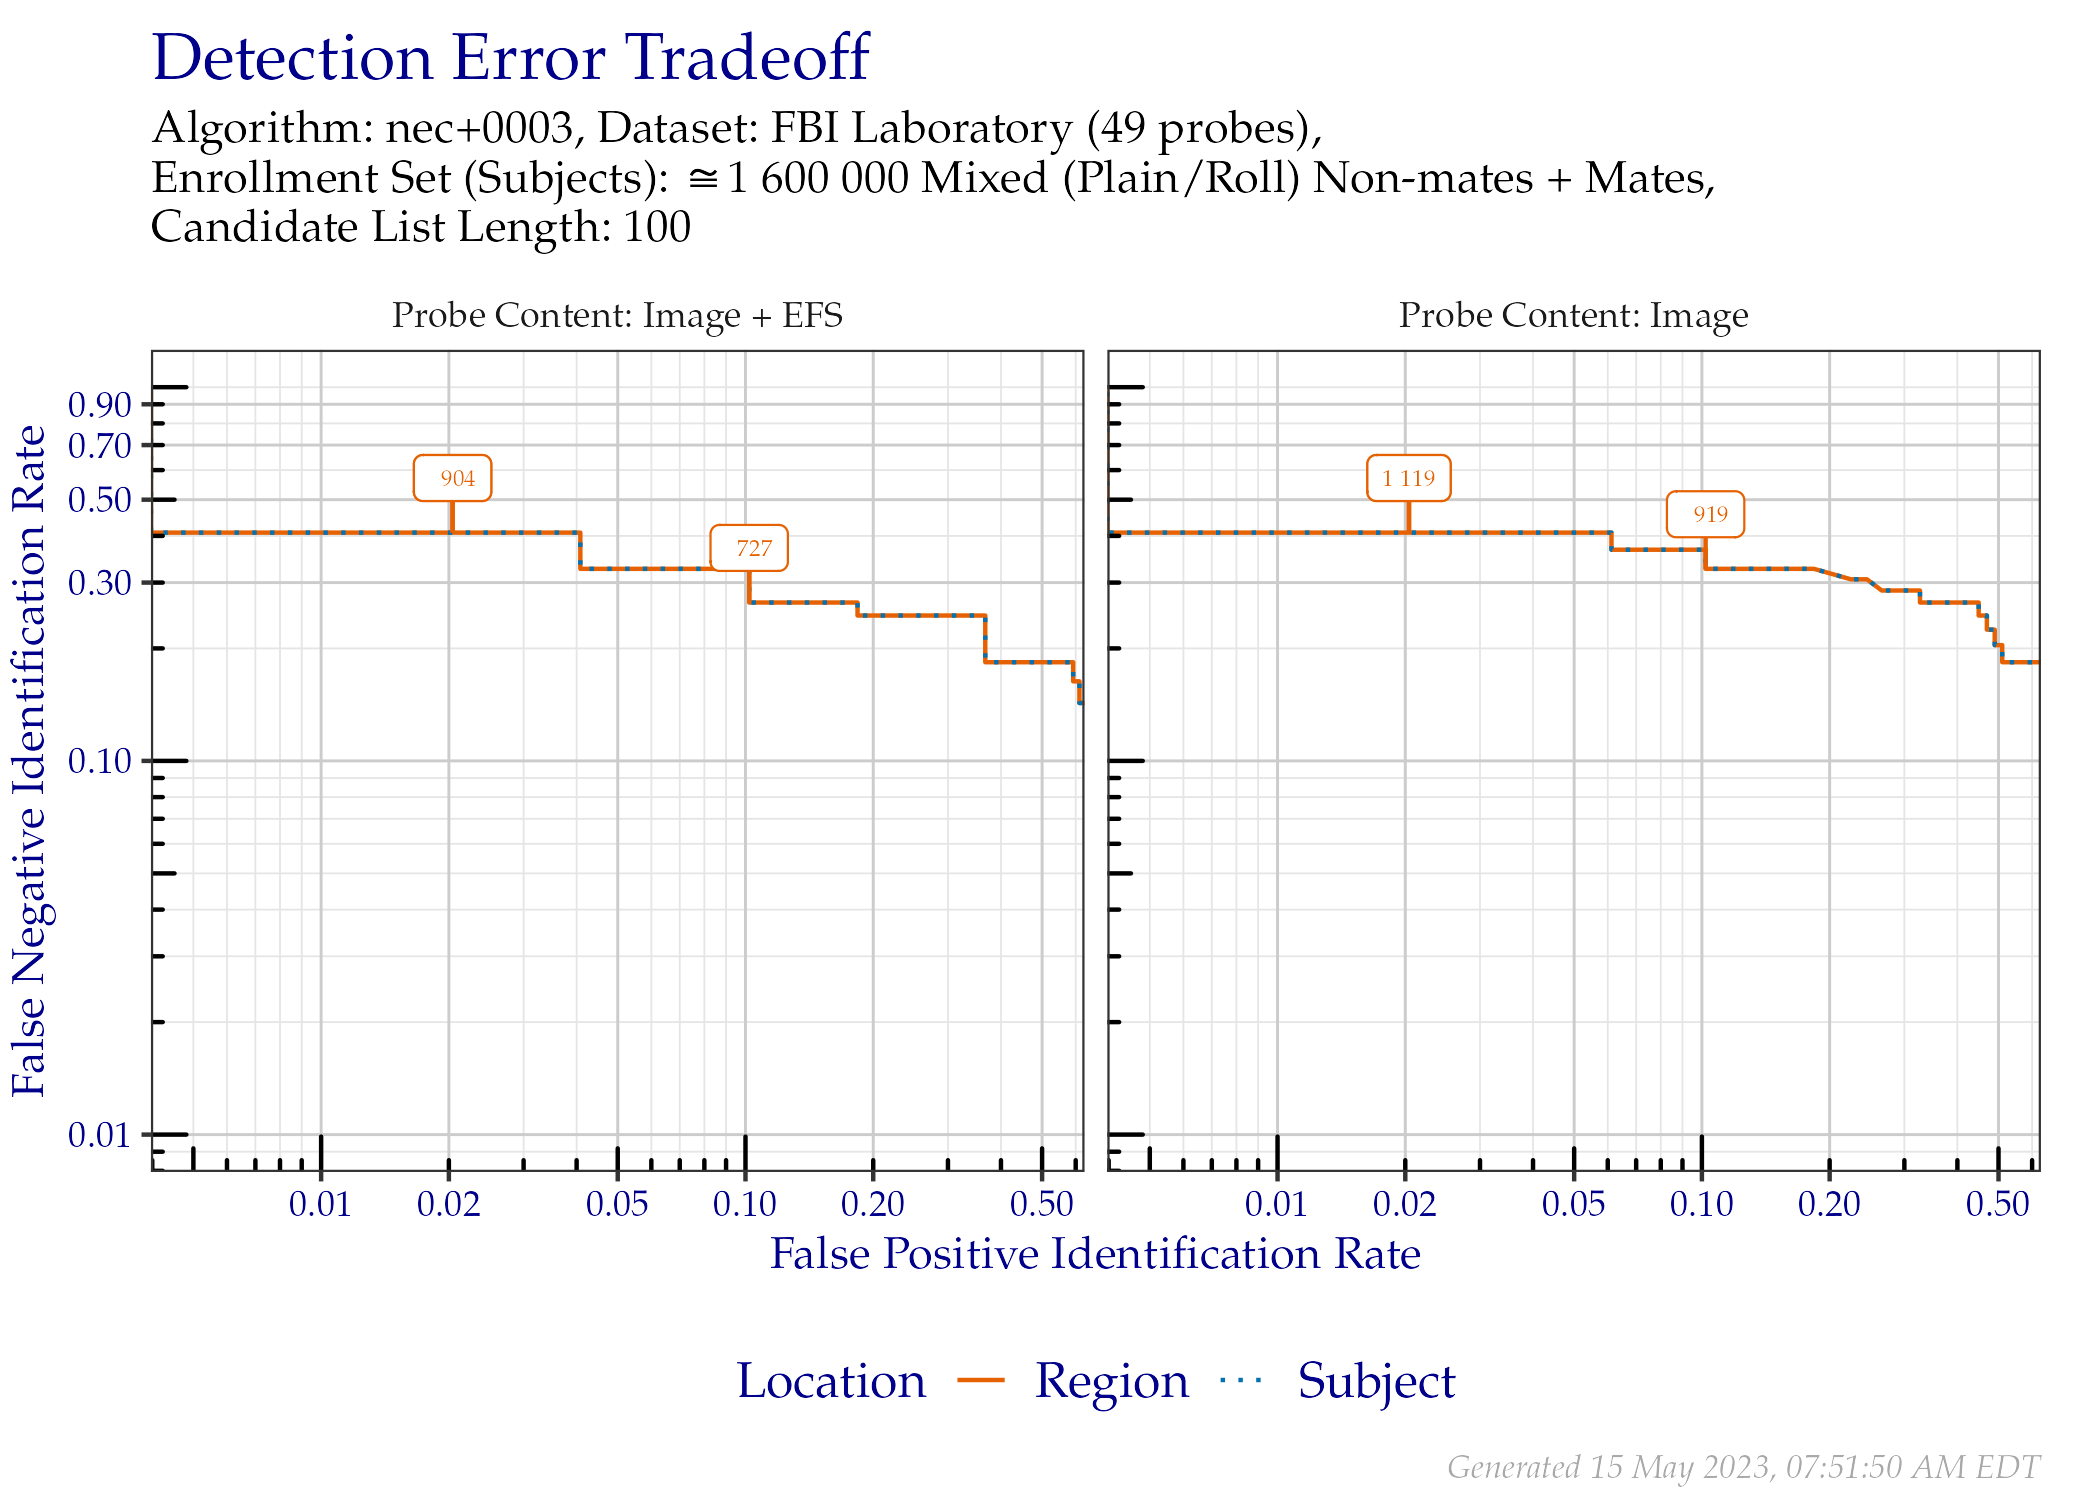 Detection Error Tradeoff
Algorithm: nec+0003, Dataset: FBI Laboratory (49 probes),
Enrollment Set (Subjects): ≅1 600 000 Mixed (Plain/Roll) Non-mates + Mates,
Candidate List Length: 100
Probe Content: Image + EFS
Probe Content: Image
False Negative Identification Rate
0.90
0.70
0.50
0.30
0.10
0.01
904
727
1 119
919
0.01 0.02 0.05 0.10 0.20 0.50
0.01 0.02 0.05 0.10 0.20 0.50
False Positive Identification Rate
Location Region Subject
Generated 15 May 2023, 07:51:50 AM EDT